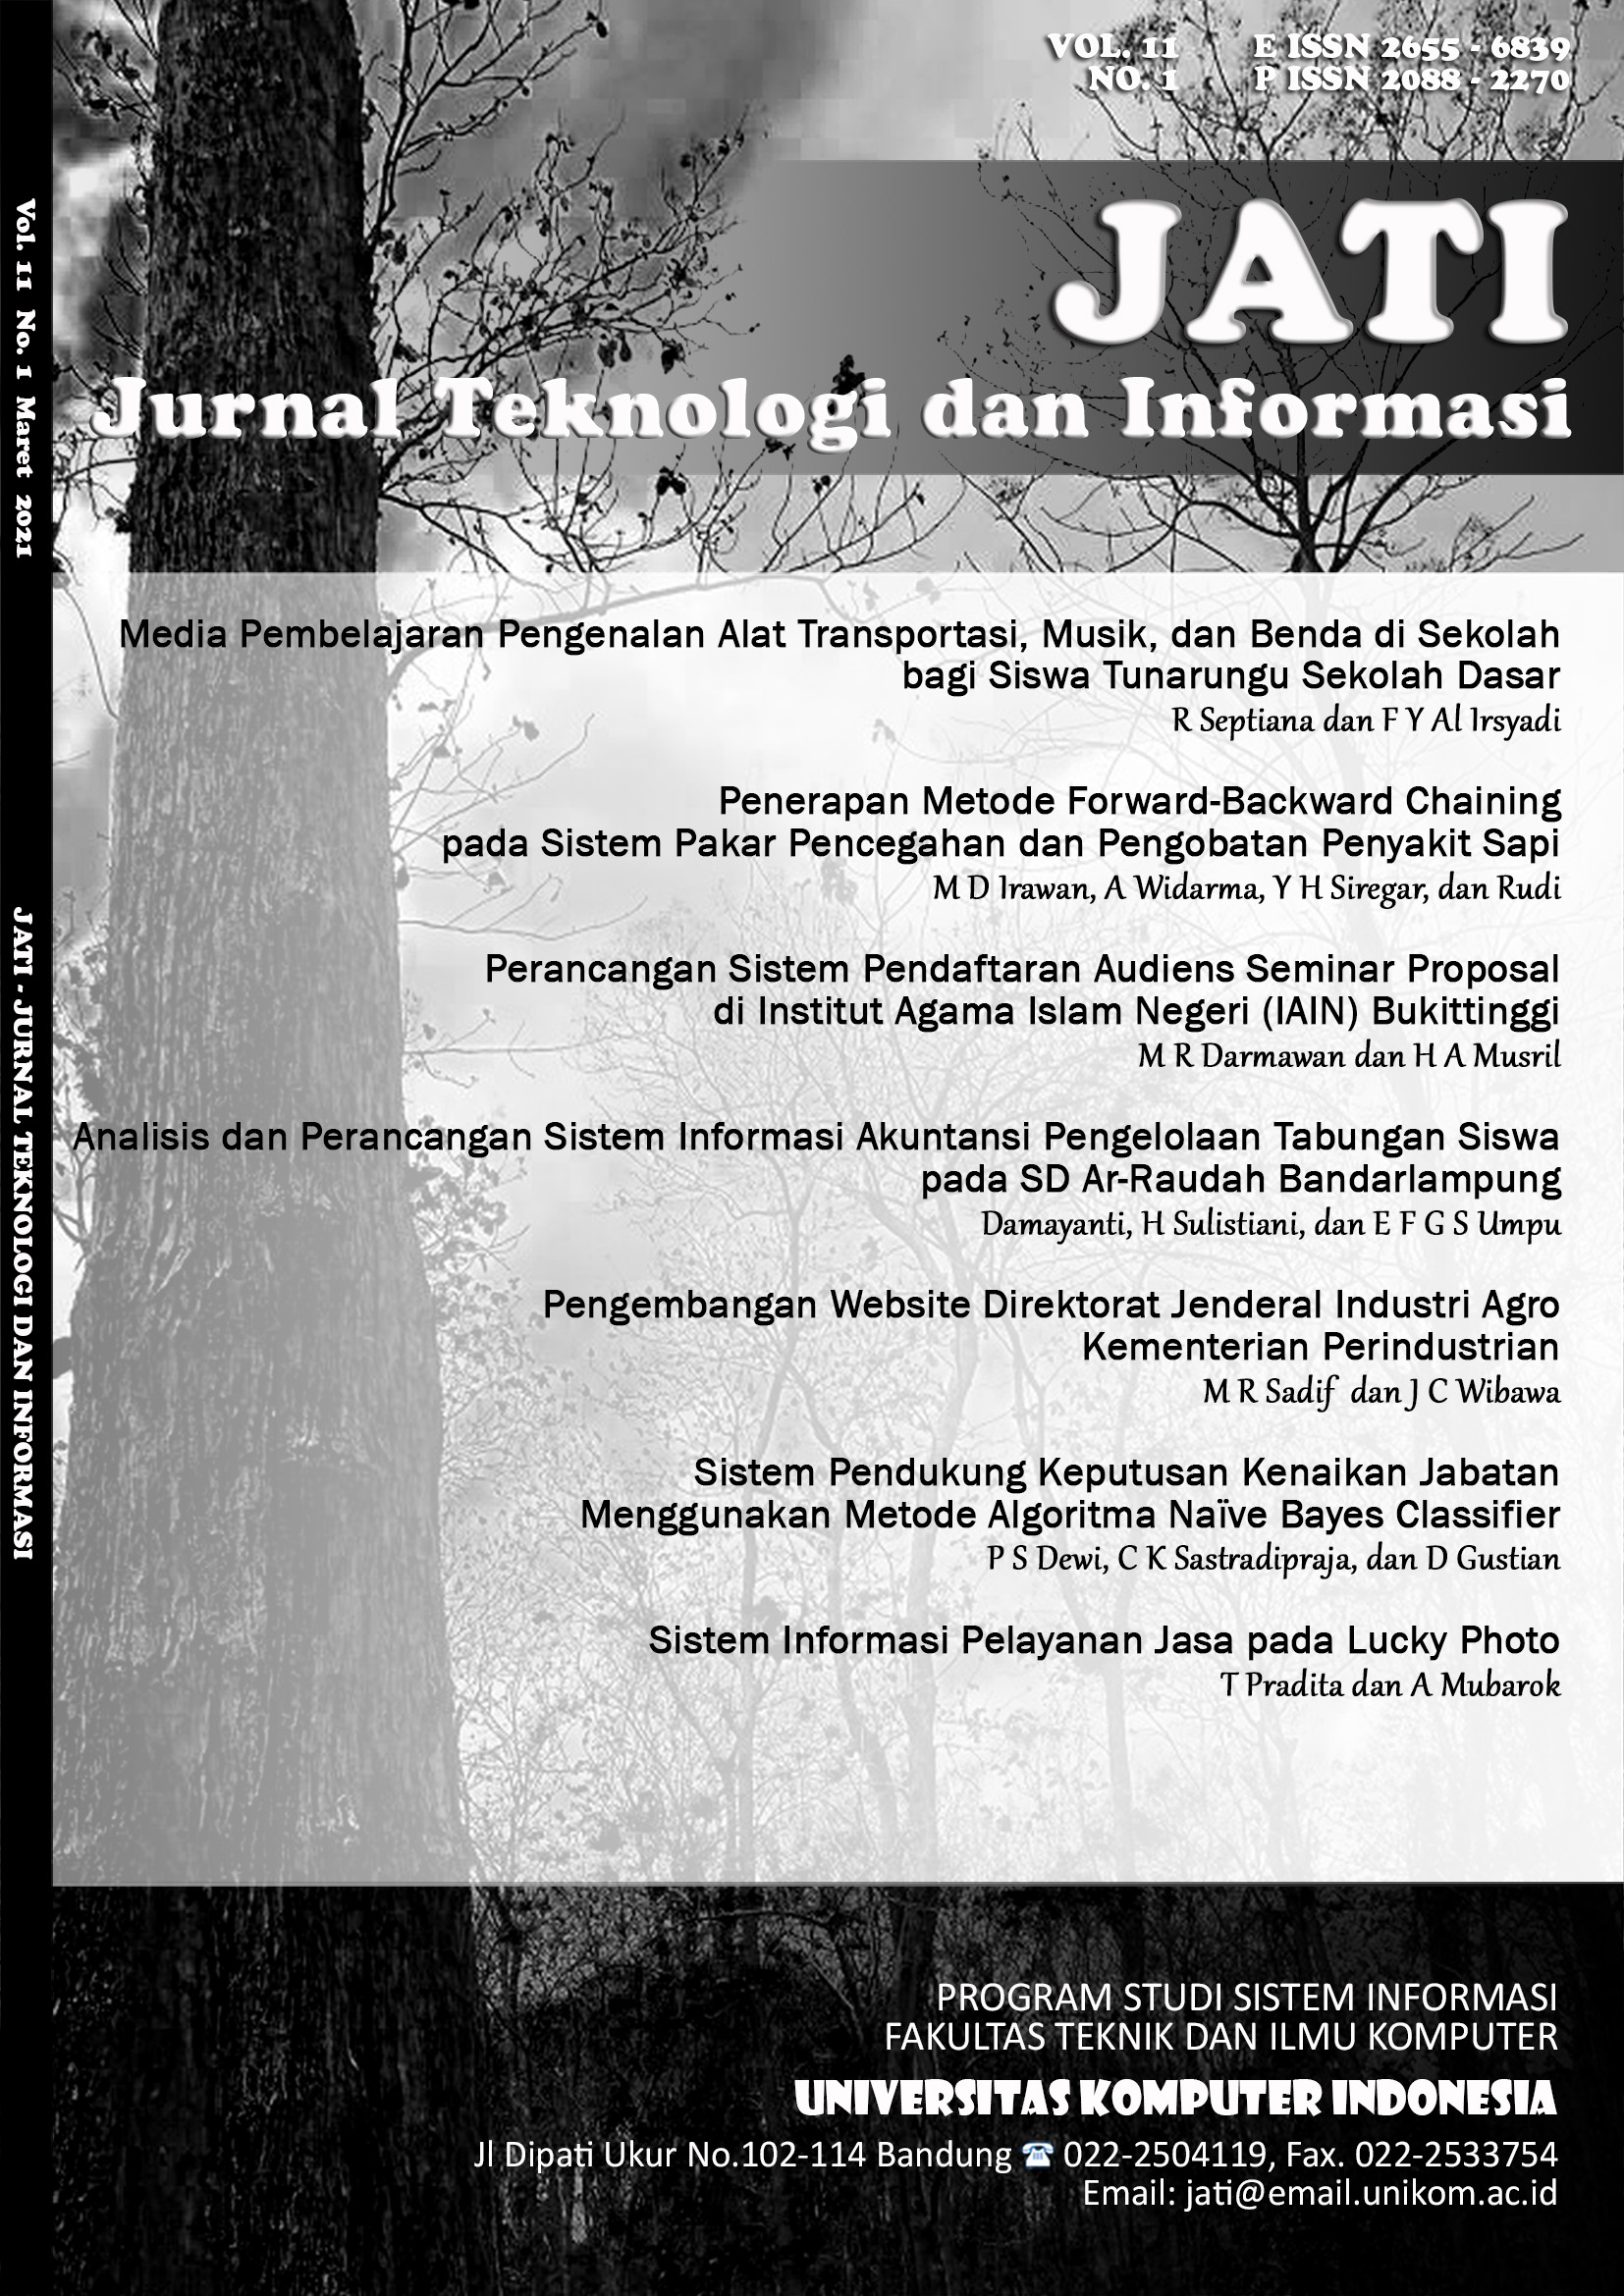 VOL. 11 E ISSN 2655 - 6839
NO. 1 P ISSN 2088 - 2270
JATI
Jurnal Teknologi dan Informasi
Vol. 11 No. 1 Maret 2021
JATI - JURNAL TEKNOLOGI DAN INFORMASI
Media Pembelajaran Pengenalan Alat Transportasi, Musik, dan Benda di Sekolah
bagi Siswa Tunarungu Sekolah Dasar
R Septiana dan F Y Al Irsyadi
Penerapan Metode Forward-Backward Chaining
pada Sistem Pakar Pencegahan dan Pengobatan Penyakit Sapi
M D Irawan, A Widarma, Y H Siregar, dan Rudi
Perancangan Sistem Pendaftaran Audiens Seminar Proposal
di Institut Agama Islam Negeri (IAIN) Bukittinggi
M R Darmawan dan H A Musril
Analisis dan Perancangan Sistem Informasi Akuntansi Pengelolaan Tabungan Siswa
pada SD Ar-Raudah Bandarlampung
Damayanti, H Sulistiani, dan E F G S Umpu
Pengembangan Website Direktorat Jenderal Industri Agro
Kementerian Perindustrian
M R Sadif dan J C Wibawa
Sistem Pendukung Keputusan Kenaikan Jabatan
Menggunakan Metode Algoritma Naïve Bayes Classifier
P S Dewi, C K Sastradipraja, dan D Gustian
Sistem Informasi Pelayanan Jasa pada Lucky Photo
T Pradita dan A Mubarok
PROGRAM STUDI SISTEM INFORMASI
FAKULTAS TEKNIK DAN ILMU KOMPUTER
UNIVERSITAS KOMPUTER INDONESIA
Jl Dipati Ukur No.102-114 Bandung ☎ 022-2504119, Fax. 022-2533754
Email: jati@email.unikom.ac.id